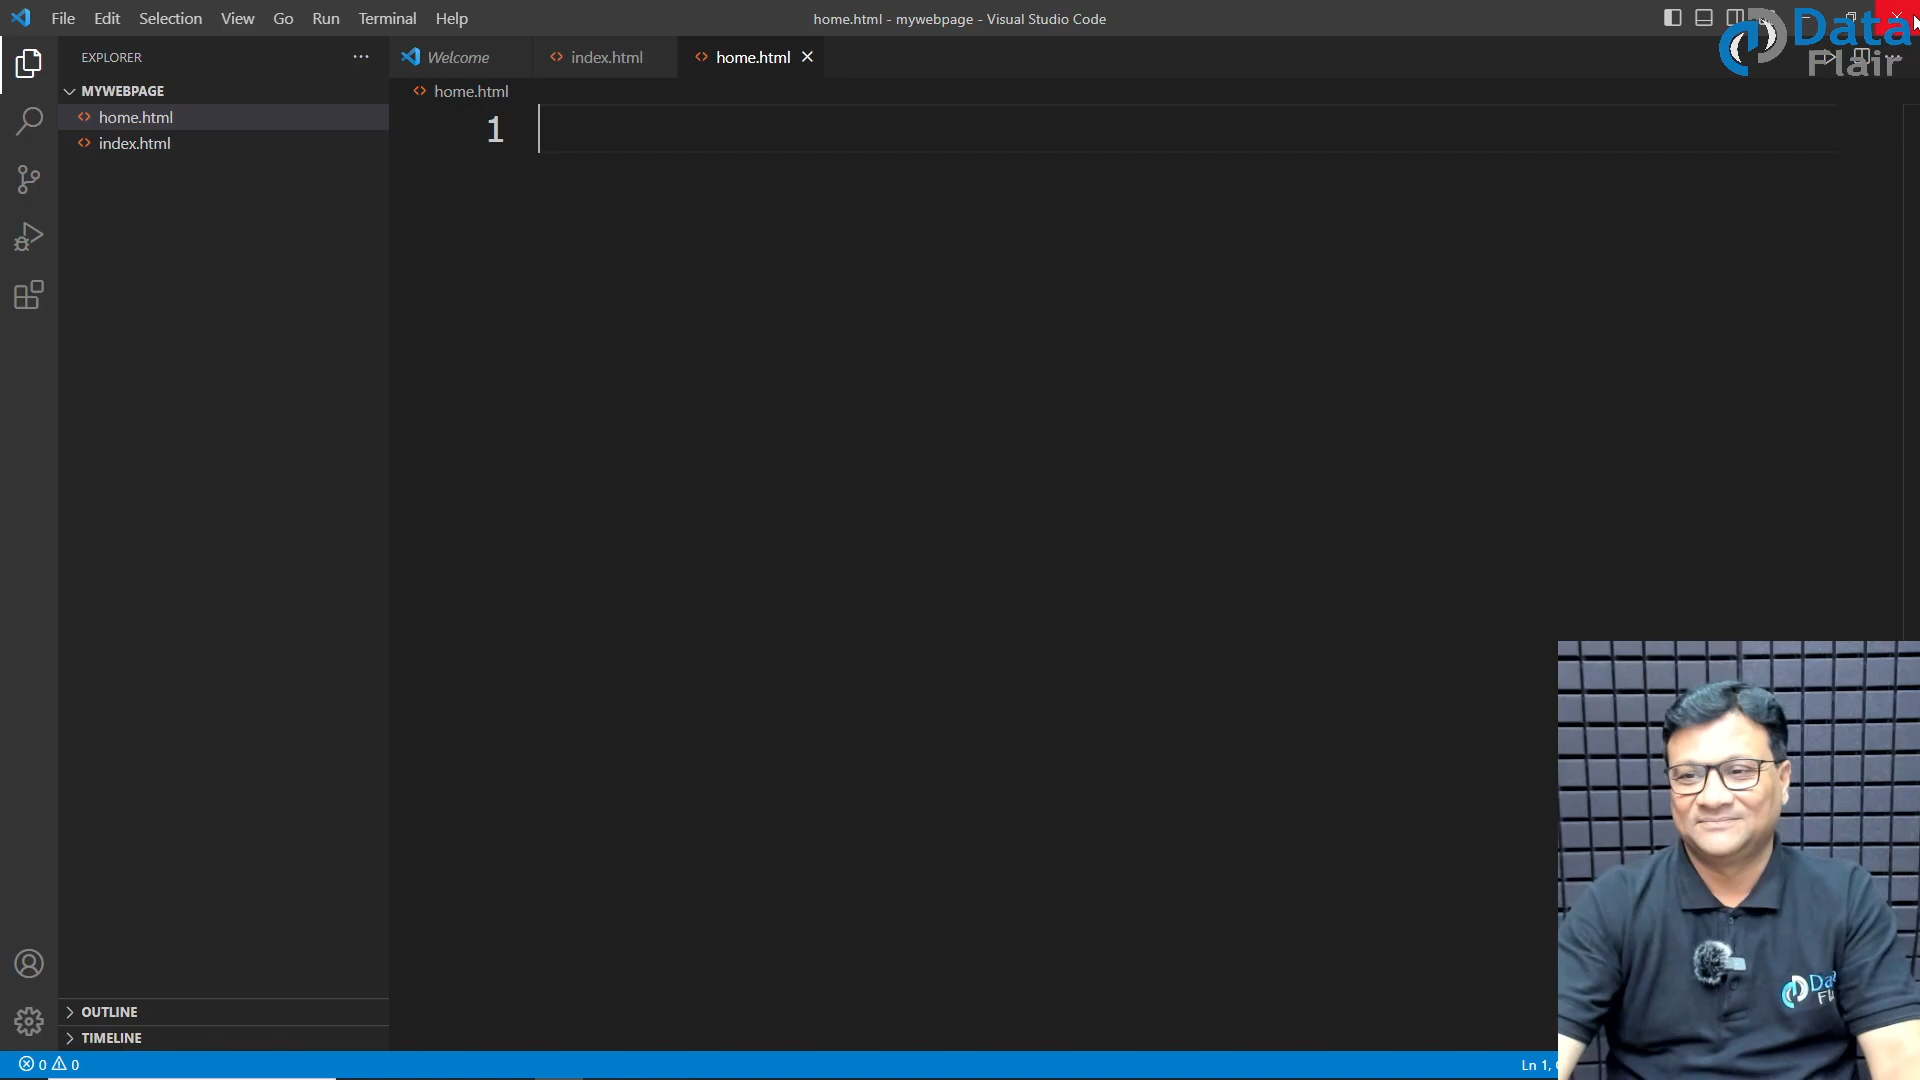 File Edit Selection View Go Run Terminal Help
home.html - mywebpage - Visual Studio Code
Data
Flair
EXPLORER
Welcome
index.html
home.html
MYWEBPAGE
home.html
index.html
home.html
1
OUTLINE
TIMELINE
0 0
Ln 1,